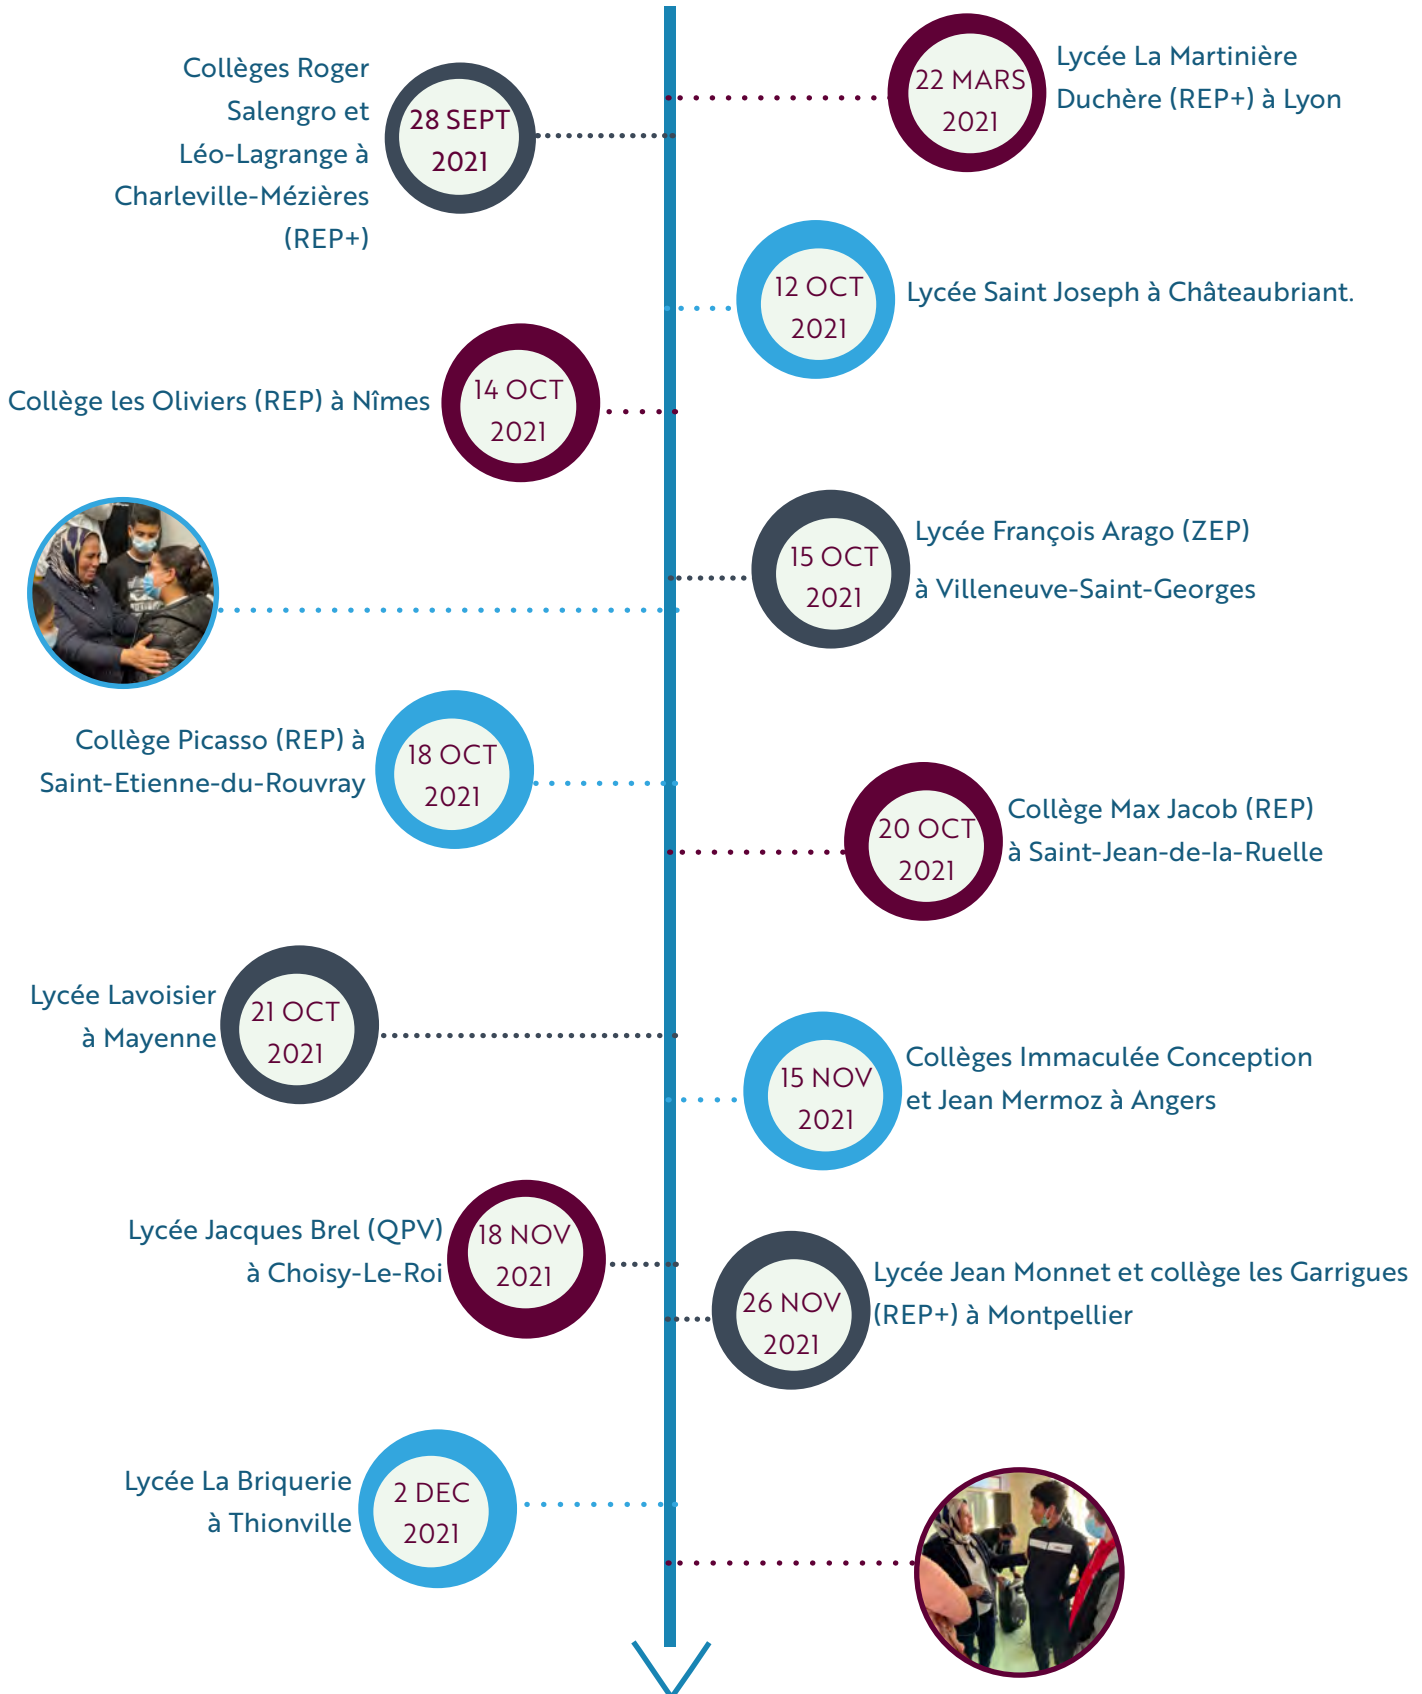 22 MARS
2021
Lycée La Martinière
Duchère (REP+) à Lyon
Collèges Roger
Salengro et
Léo-Lagrange à
Charleville-Mézières
(REP+)
28 SEPT
2021
12 OCT
2021
Lycée Saint Joseph à Châteaubriant.
Collège les Oliviers (REP) à Nîmes
14 OCT
2021
15 OCT
2021
Lycée François Arago (ZEP)
à Villeneuve-Saint-Georges
Collège Picasso (REP) à
Saint-Etienne-du-Rouvray
18 OCT
2021
20 OCT
2021
Collège Max Jacob (REP)
à Saint-Jean-de-la-Ruelle
Lycée Lavoisier
à Mayenne
21 OCT
2021
15 NOV
2021
Collèges Immaculée Conception
et Jean Mermoz à Angers
Lycée Jacques Brel (QPV)
à Choisy-Le-Roi
18 NOV
2021
26 NOV
2021
Lycée Jean Monnet et collège les Garrigues
(REP+) à Montpellier
Lycée La Briquerie
à Thionville
2 DEC
2021